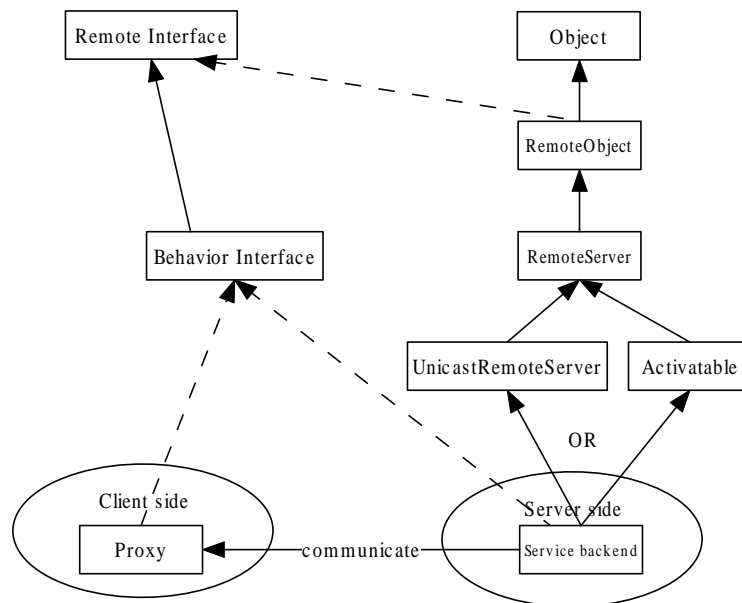 Remote Interface
Object
RemoteObject
Behavior Interface
RemoteServer
UnicastRemoteServer
Activatable
OR
Client side
Server side
Proxy
communicate
Service backend